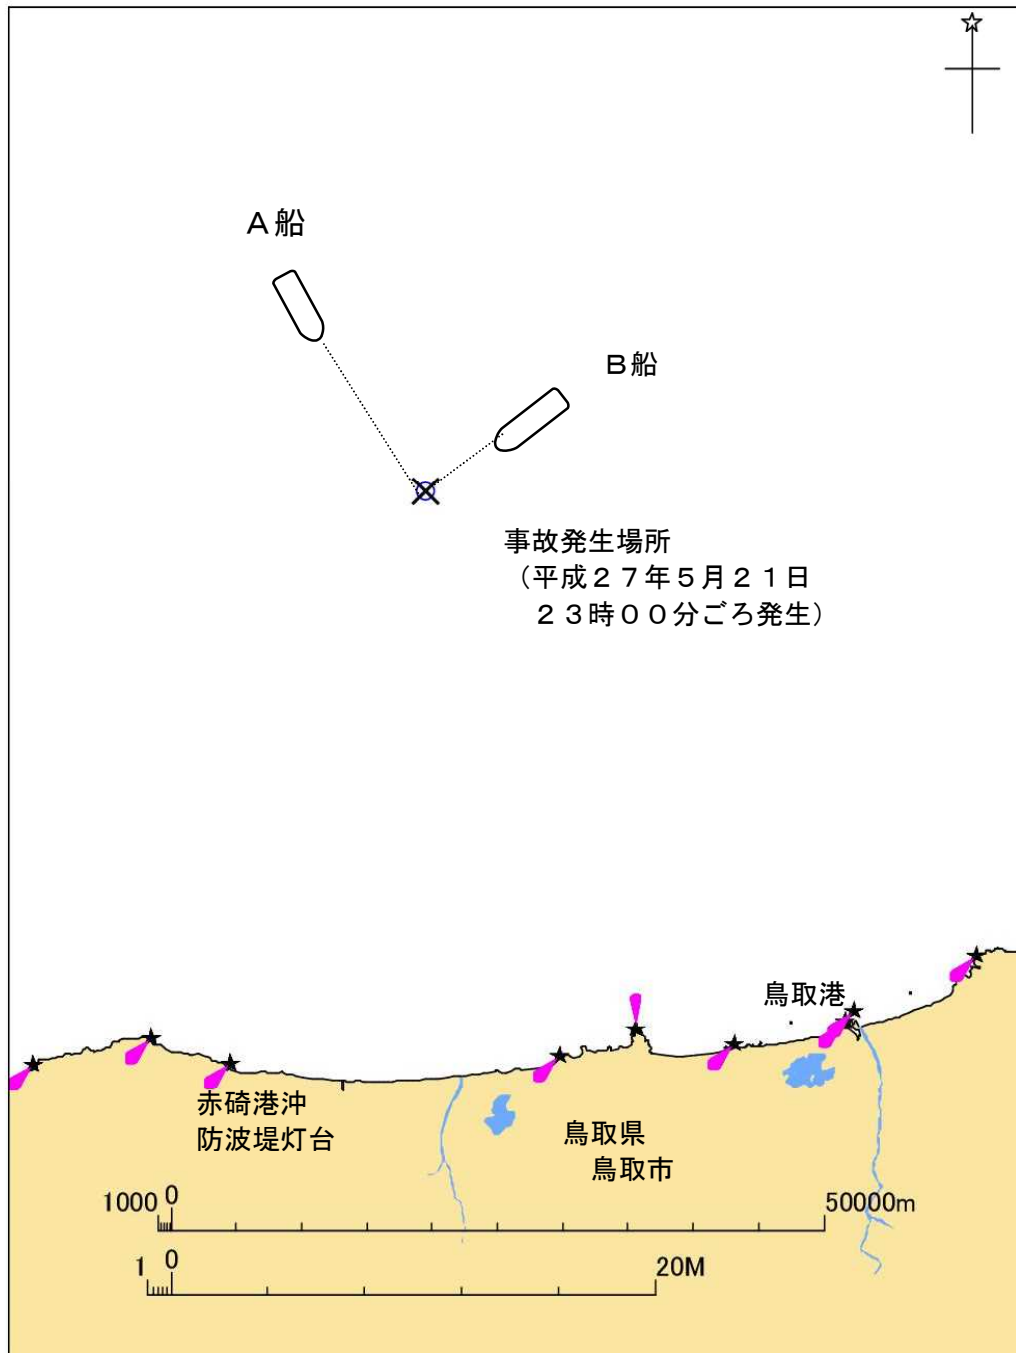 A船
B船
事故発生場所
(平成27年5月21日
23時00分ごろ発生)
鳥取港
赤碕港沖
防波堤灯台
鳥取県
鳥取市
1000 0 50000m
1 0 20M